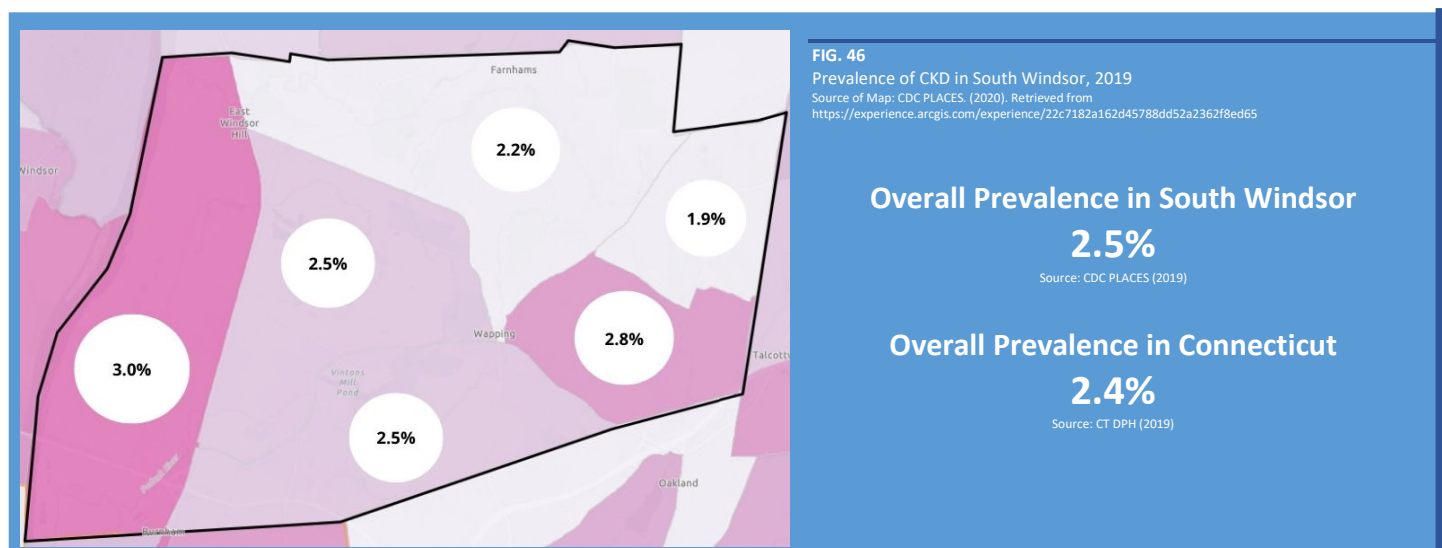 Farnhams
East
Windsor
Hill
2.2%
Windsor
1.9%
2.5%
Wapping
2.8%
Talcottv
3.0%
Vintons
Mill
Pond
2.5%
Oakland
Burnham
FIG. 46
Prevalence of CKD in South Windsor, 2019
Source of Map: CDC PLACES. (2020). Retrieved from
https://experience.arcgis.com/experience/22c7182a162d45788dd52a2362f8ed65
Overall Prevalence in South Windsor
2.5%
Source: CDC PLACES (2019)
Overall Prevalence in Connecticut
2.4%
Source: CT DPH (2019)